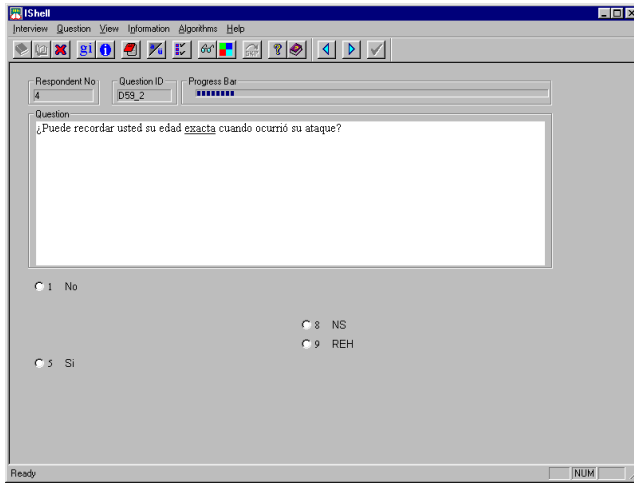 IShell
Interview Question View Information Algorithms Help
gi
Respondent No
Question ID
Progress Bar
4
D59_2
Question
¿Puede recordar usted su edad exacta cuando ocurrió su ataque?
1 No
8 NS
9 REH
5 Si
Ready
NUM